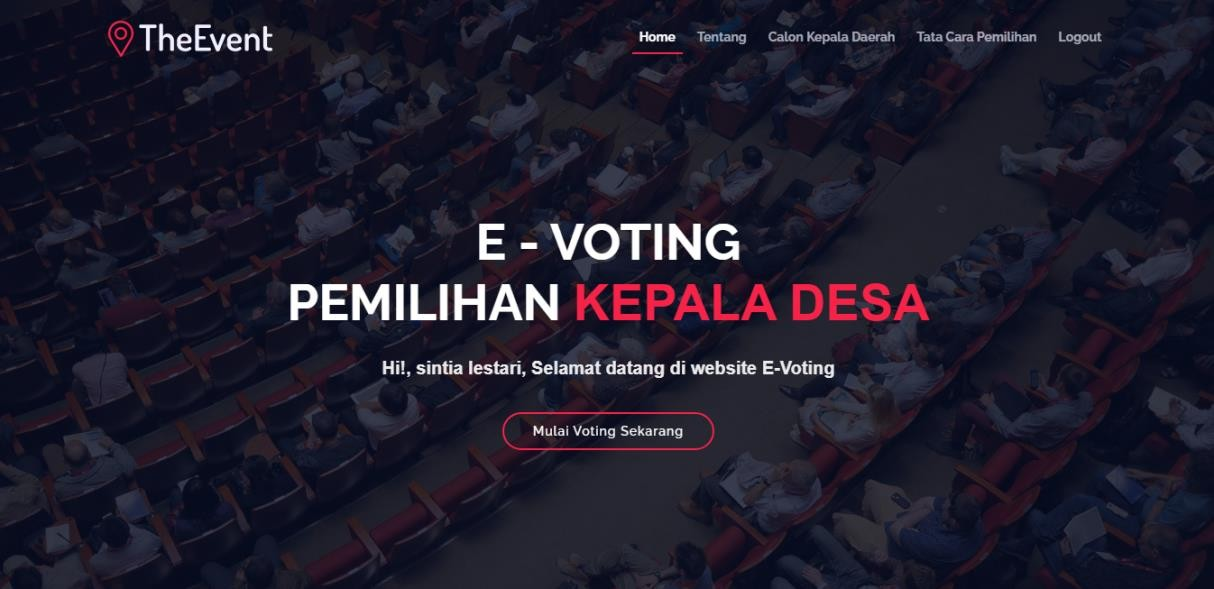 TheEvent
Home Tentang Calon Kepala Daerah Tata Cara Pemilihan Logout
E - VOTING
PEMILIHAN KEPALA DESA
Hi!, sintia lestari, Selamat datang di website E-Voting
Mulai Voting Sekarang